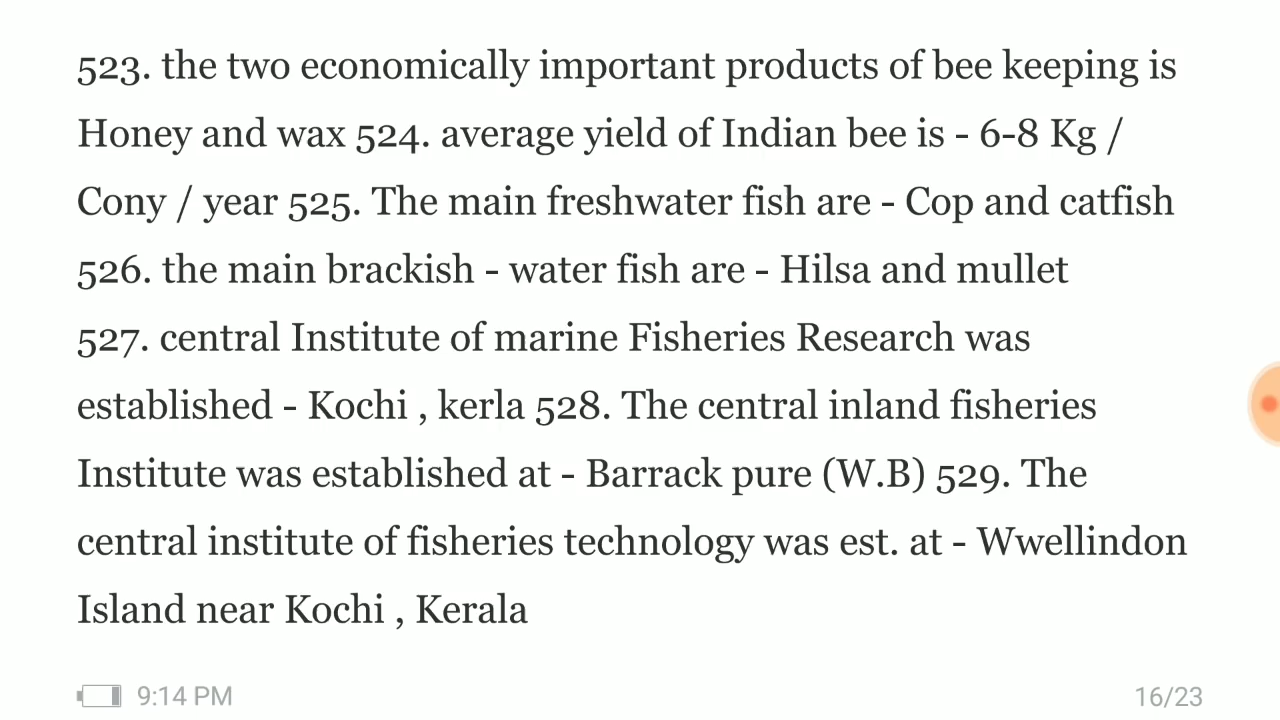 523. the two economically important products of bee keeping is
Honey and wax 524. average yield of Indian bee is - 6-8 Kg /
Cony / year 525. The main freshwater fish are - Cop and catfish
526. the main brackish - water fish are - Hilsa and mullet
527. central Institute of marine Fisheries Research was
established - Kochi , kerla 528. The central inland fisheries
Institute was established at - Barrack pure (W.B) 529. The
central institute of fisheries technology was est. at - Wwellindon
Island near Kochi , Kerala
9:14 PM 16/23